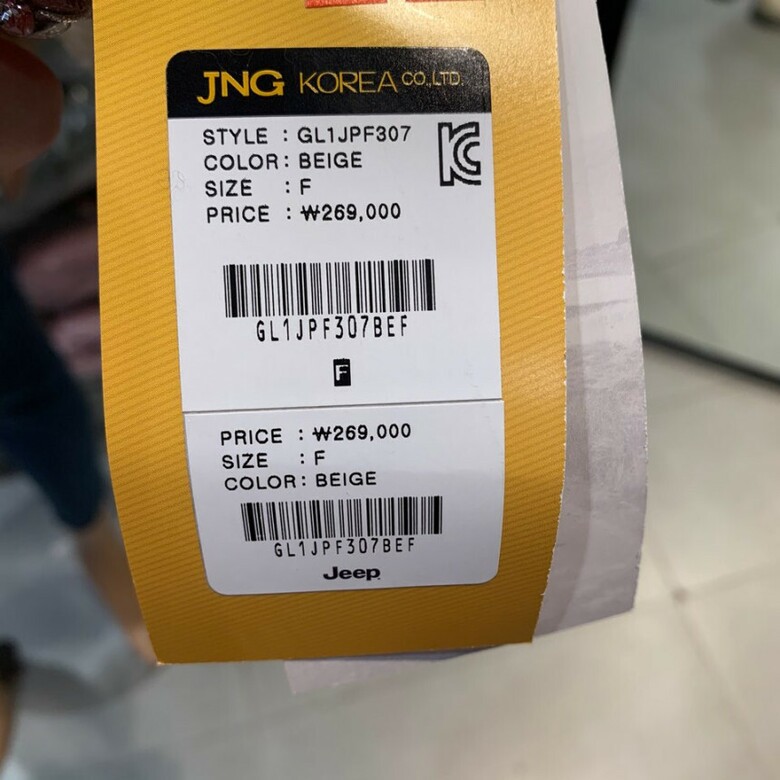 JNG KOREA CO., LTD.
STYLE : GL1JPF307
COLOR : BEIGE
SIZE : F
PRICE : ₩269,000
GL1JPF307BEF
F
PRICE : ₩269,000
SIZE : F
COLOR : BEIGE
GL1JPF307BEF
Jeep